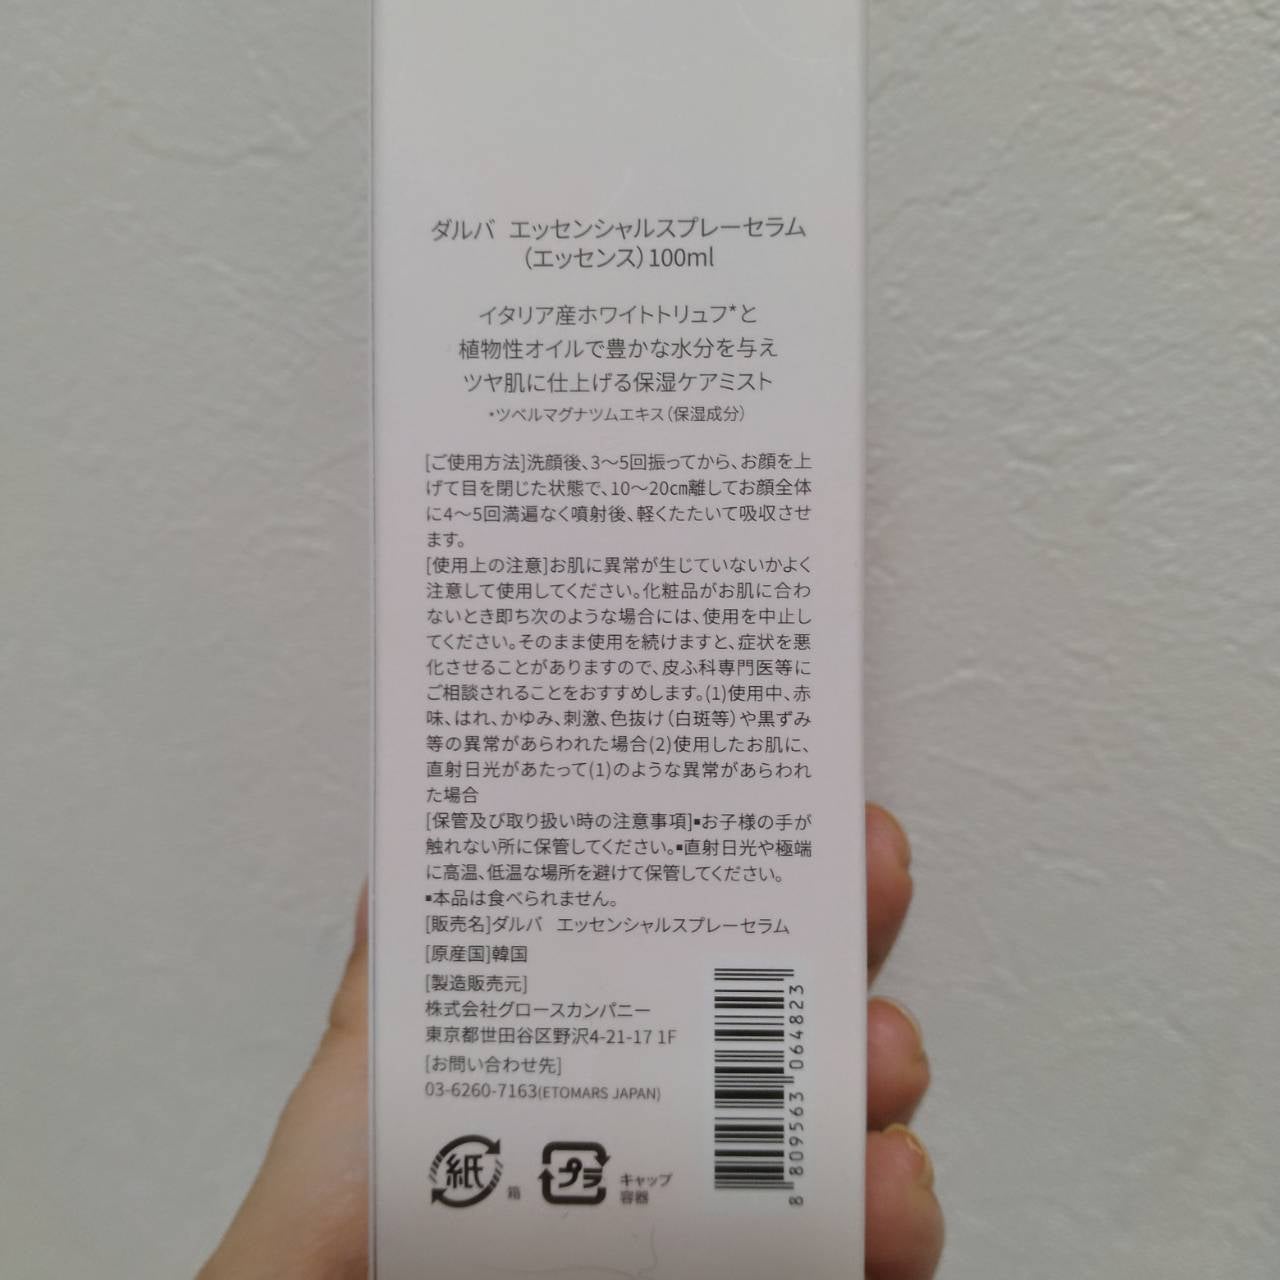 ダルバ エッセンシャルスプレーセラム
（エッセンス）100ml
イタリア産ホワイトトリュフ*と
植物性オイルで豊かな水分を与え
ツヤ肌に仕上げる保湿ケアミスト
・ツベルマグナツムエキス（保湿成分）
[ご使用方法]洗顔後、3～5回振ってから、お顔を上
げて目を閉じた状態で、10～20㎝離してお顔全体
に4～5回満遍なく噴射後、軽くたたいて吸収させ
ます。
[使用上の注意]お肌に異常が生じていないかよく
注意して使用してください。化粧品がお肌に合わ
ないとき即ち次のような場合には、使用を中止し
てください。そのまま使用を続けますと、症状を悪
化させることがありますので、皮ふ科専門医等に
ご相談されることをおすすめします。(1)使用中、赤
味、はれ、かゆみ、刺激、色抜け（白斑等）や黒ずみ
等の異常があらわれた場合(2)使用したお肌に、
直射日光があたって(1)のような異常があらわれ
た場合
[保管及び取り扱い時の注意事項]▪お子様の手が
触れない所に保管してください。▪直射日光や極端
に高温、低温な場所を避けて保管してください。
▪本品は食べられません。
[販売名]ダルバ エッセンシャルスプレーセラム
[原産国]韓国
[製造販売元]
株式会社グロースカンパニー
東京都世田谷区野沢4-21-17 1F
[お問い合わせ先]
03-6260-7163(ETOMARS JAPAN)
紙 箱
プラ キャップ
容器
8 809563 064823